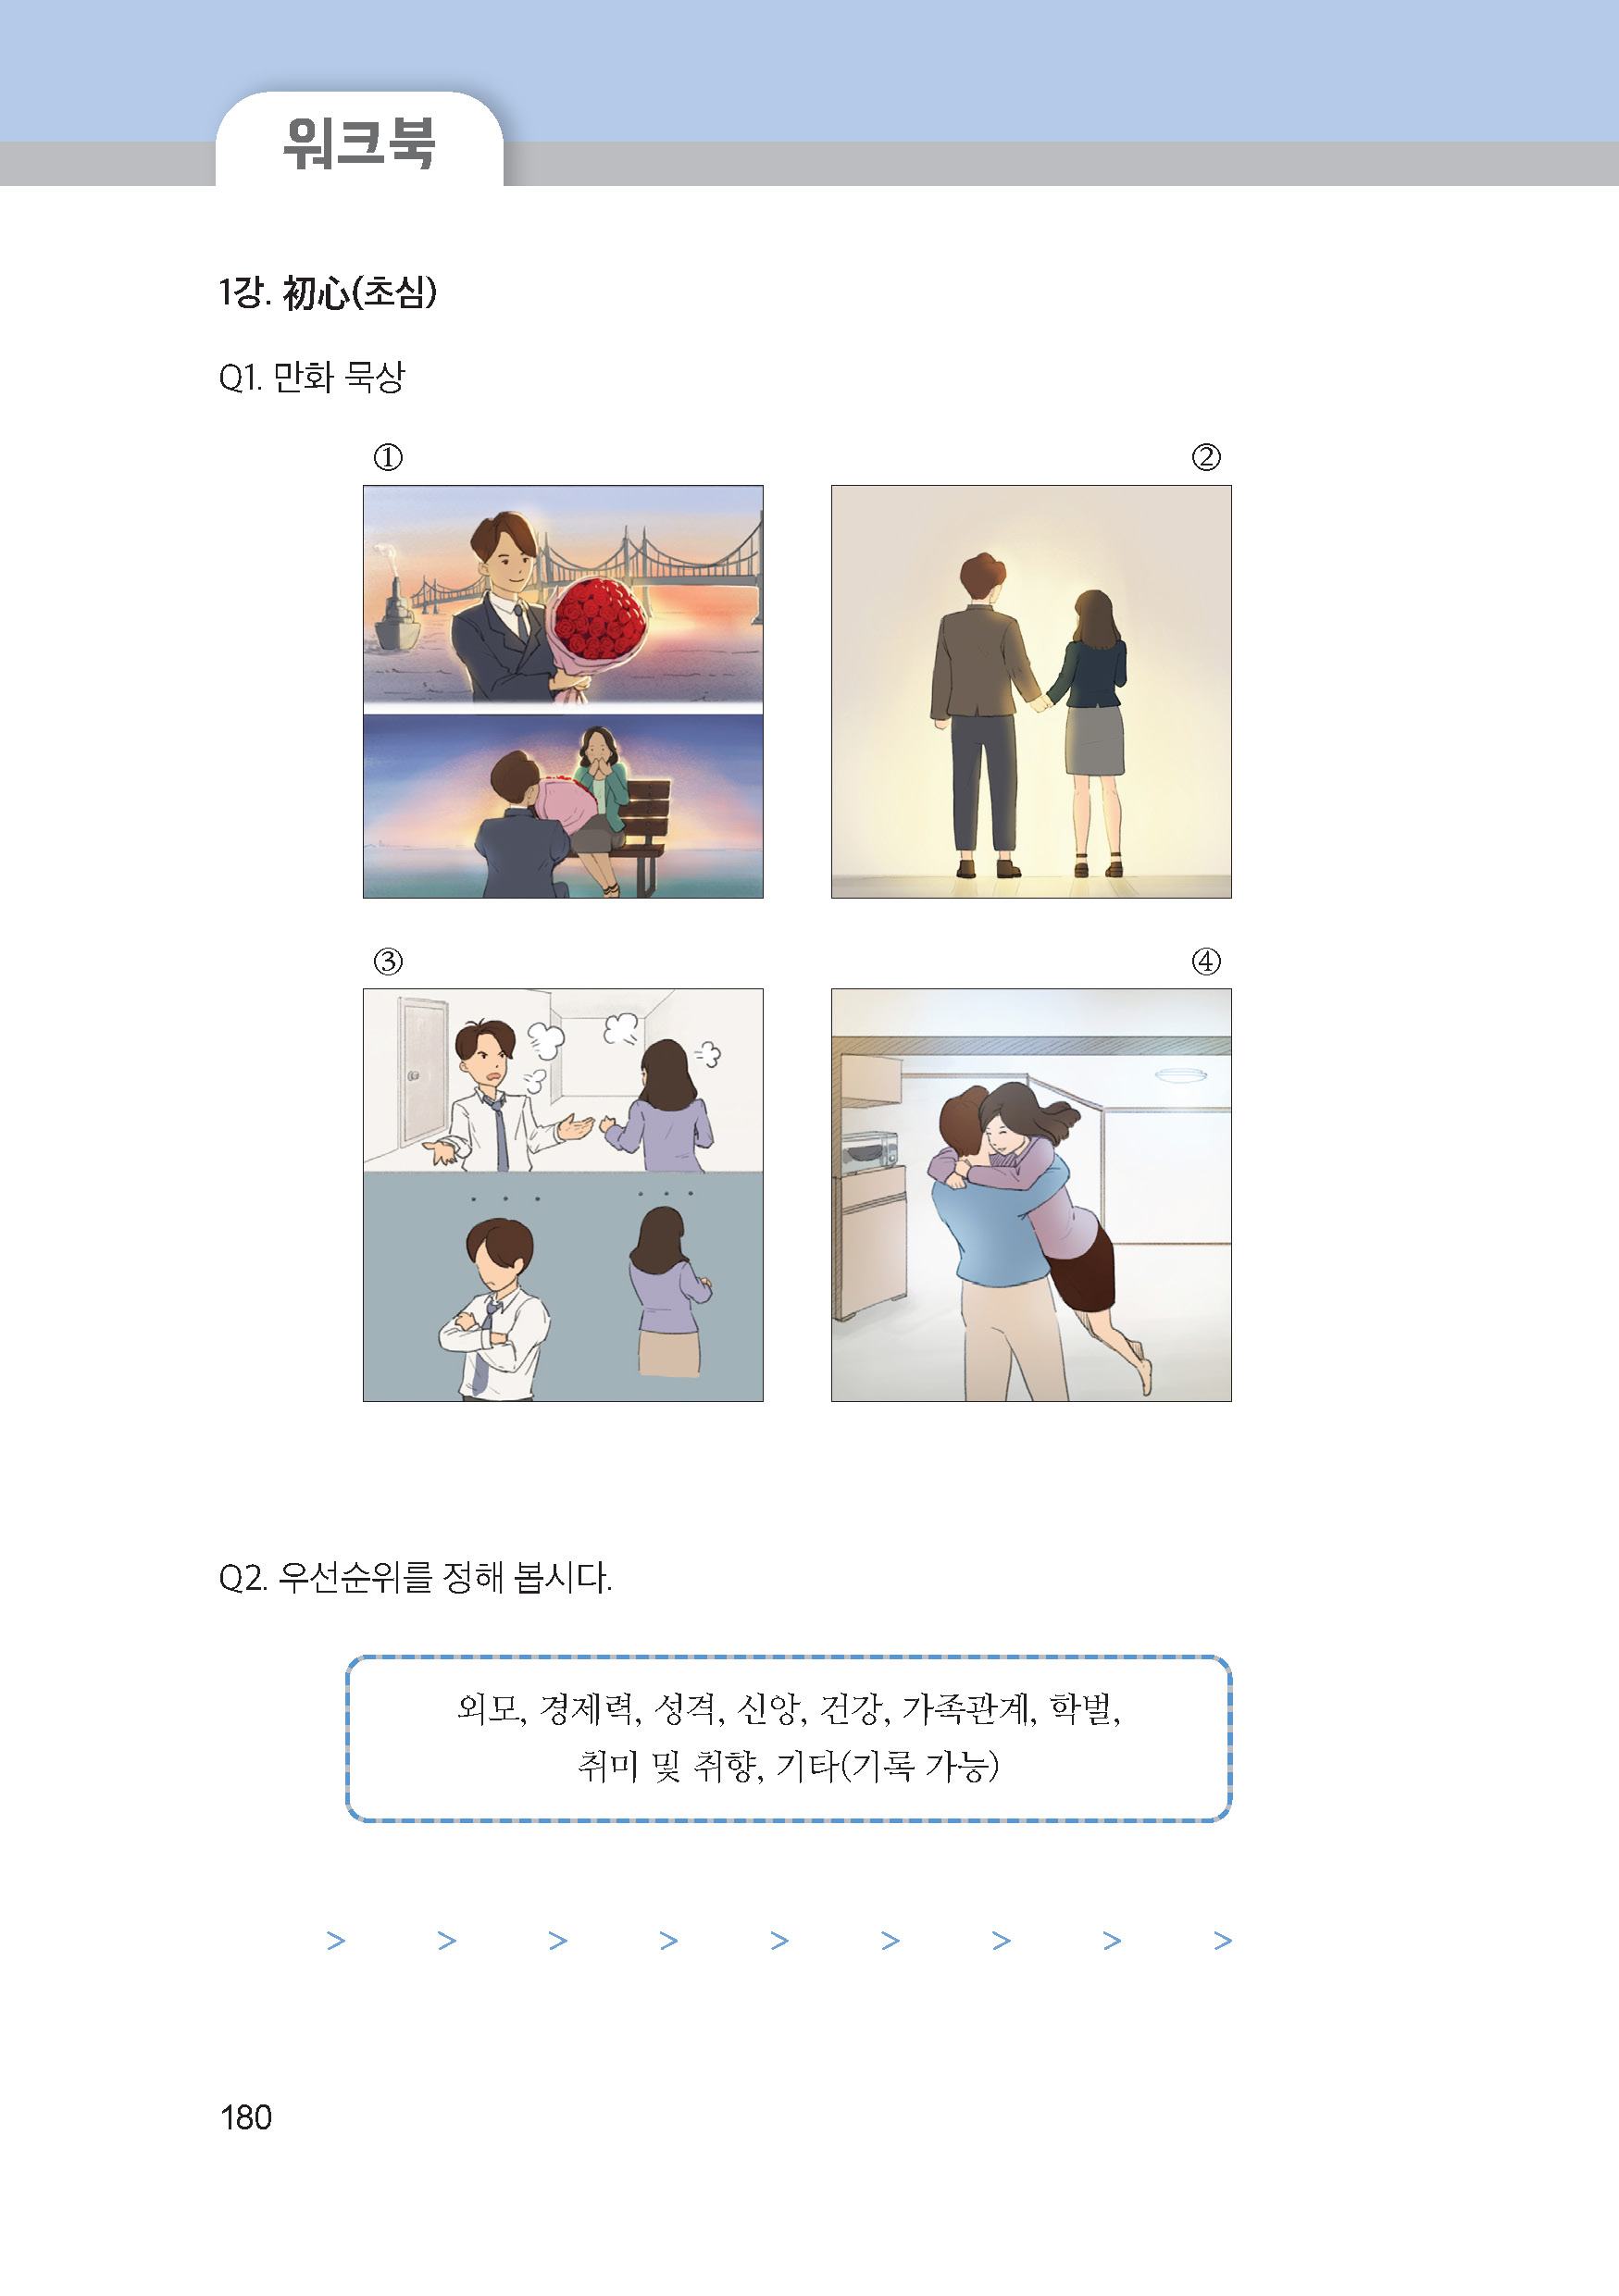 워크북
1강. 初心(초심)
Q1. 만화 묵상
① ②
③ ④
Q2. 우선순위를 정해 봅시다.
외모, 경제력, 성격, 신앙, 건강, 가족관계, 학벌,
취미 및 취향, 기타(기록 가능)
> > > > > > > > >
180